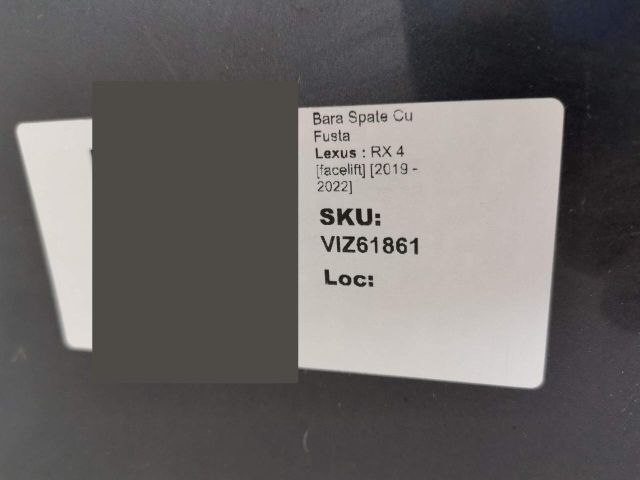 Bara Spate Cu
Fusta
Lexus : RX 4
[facelift] [2019 -
2022]
SKU:
VIZ61861
Loc: